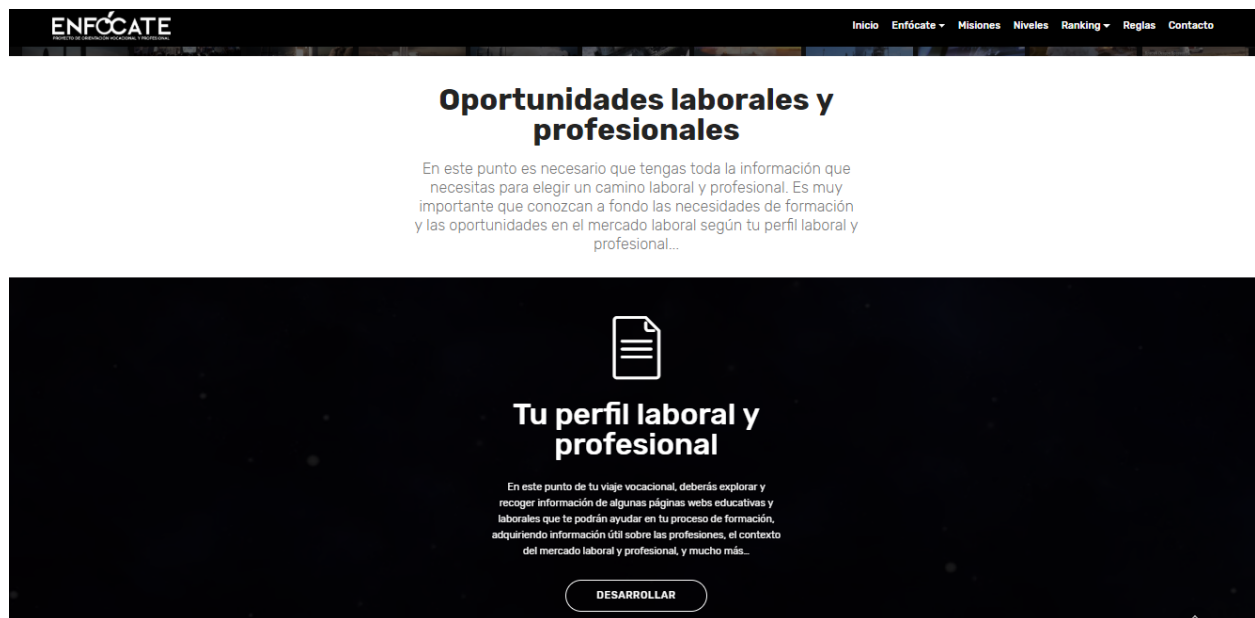 ENFÓCATE
PROYECTO DE ORIENTACIÓN VOCACIONAL Y PROFESIONAL
Inicio Enfócate Misiones Niveles Ranking Reglas Contacto
Oportunidades laborales y
profesionales
En este punto es necesario que tengas toda la información que
necesitas para elegir un camino laboral y profesional. Es muy
importante que conozcan a fondo las necesidades de formación
y las oportunidades en el mercado laboral según tu perfil laboral y
profesional...
Tu perfil laboral y
profesional
En este punto de tu viaje vocacional, deberás explorar y
recoger información de algunas páginas webs educativas y
laborales que te podrán ayudar en tu proceso de formación,
adquiriendo información útil sobre las profesiones, el contexto
del mercado laboral y profesional, y mucho más...
DESARROLLAR